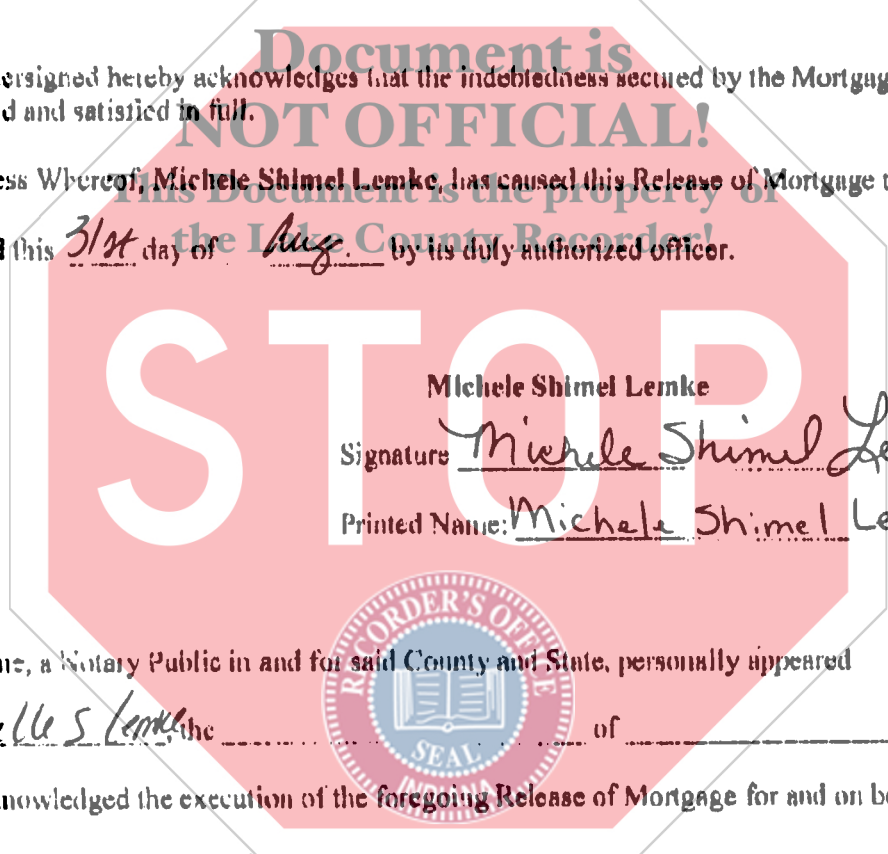 Document is
ersigned hereby acknowledges that the indebtedness secured by the Mortgag
d and satisfied in full.
NOT OFFICIAL!
ess Whereof, Michele Shimel Lemke, has caused this Release of Mortgage t
This Document is the property of
the Lake County Recorder!
this 31st day of Aug. by its duly authorized officer.
STOP
Michele Shimel Lemke
Signature Michele Shimel Le
Printed Name: Michele Shimel Le
RECORDER'S OFFICE
ne, a Notary Public in and for said County and State, personally appeared
S Lemke, the of
SEAL
INDIANA
nowledged the execution of the foregoing Release of Mortgage for and on be